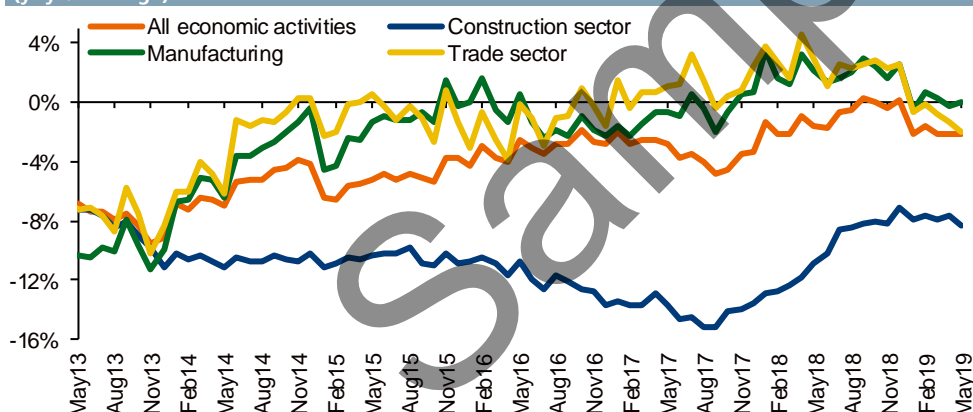 All economic activities
Construction sector
Manufacturing
Trade sector
4%
0%
-4%
-8%
-12%
-16%
May13
Aug13
Nov13
Feb14
May14
Aug14
Nov14
Feb15
May15
Aug15
Nov15
Feb16
May16
Aug16
Nov16
Feb17
May17
Aug17
Nov17
Feb18
May18
Aug18
Nov18
Feb19
May19